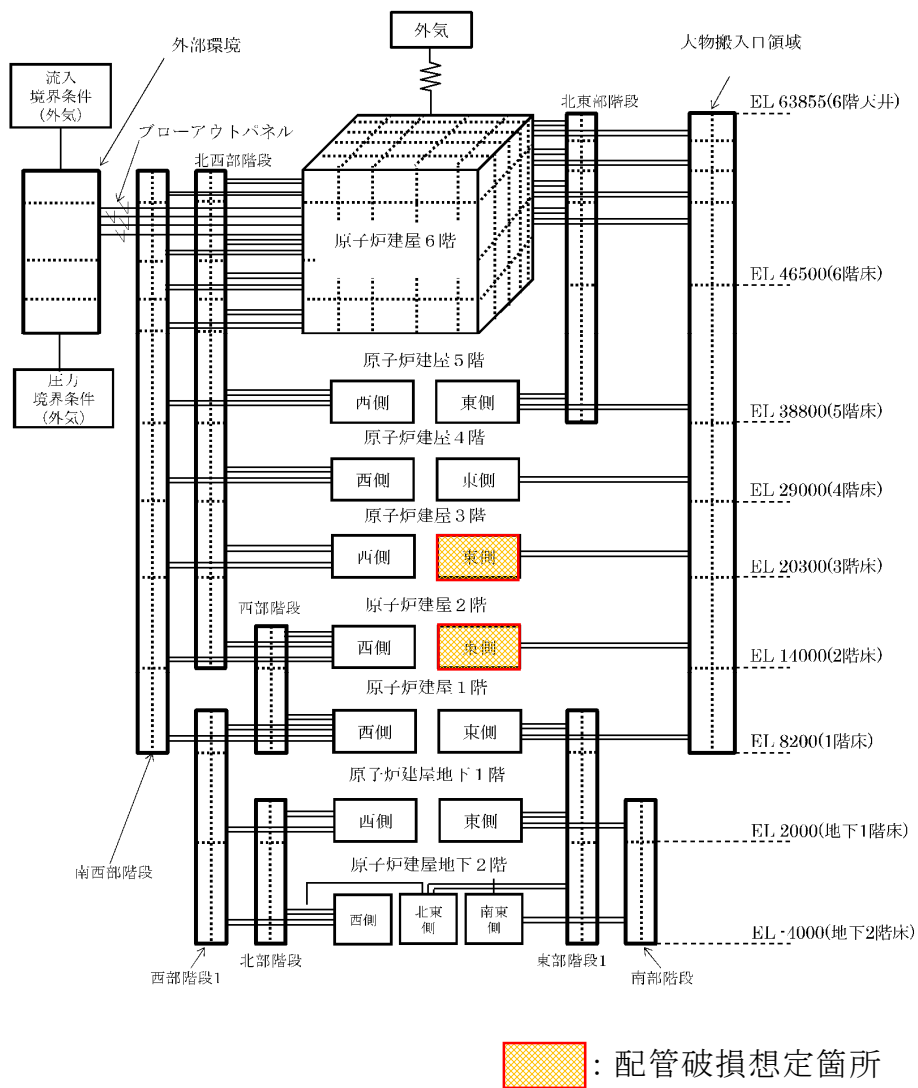 外気
外部環境
大物搬入口領域
流入
境界条件
(外気)
北東部階段
EL 63855(6階天井)
ブローアウトパネル
北西部階段
原子炉建屋6階
EL 46500(6階床)
圧力
境界条件
(外気)
原子炉建屋5階
西側
東側
EL 38800(5階床)
原子炉建屋4階
西側
東側
EL 29000(4階床)
原子炉建屋3階
西側
東側
EL 20300(3階床)
西部階段
原子炉建屋2階
西側
東側
EL 14000(2階床)
原子炉建屋1階
西側
東側
EL 8200(1階床)
原子炉建屋地下1階
西側
東側
EL 2000(地下1階床)
南西部階段
原子炉建屋地下2階
西側
北東
側
南東
側
EL -4000(地下2階床)
西部階段1
北部階段
東部階段1
南部階段
：配管破損想定箇所